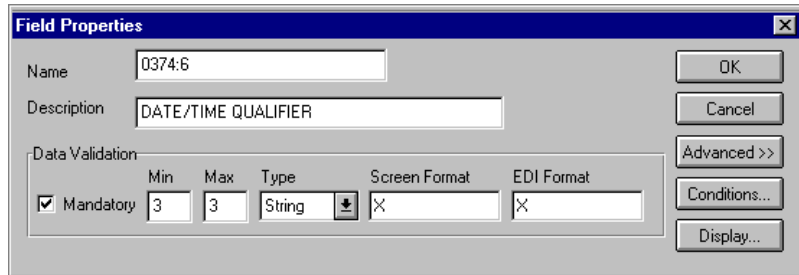 Field Properties
Name
0374:6
OK
Description
DATE/TIME QUALIFIER
Cancel
Data Validation
Advanced >>
Min Max Type Screen Format EDI Format
Mandatory 3 3 String X X
Conditions...
Display...